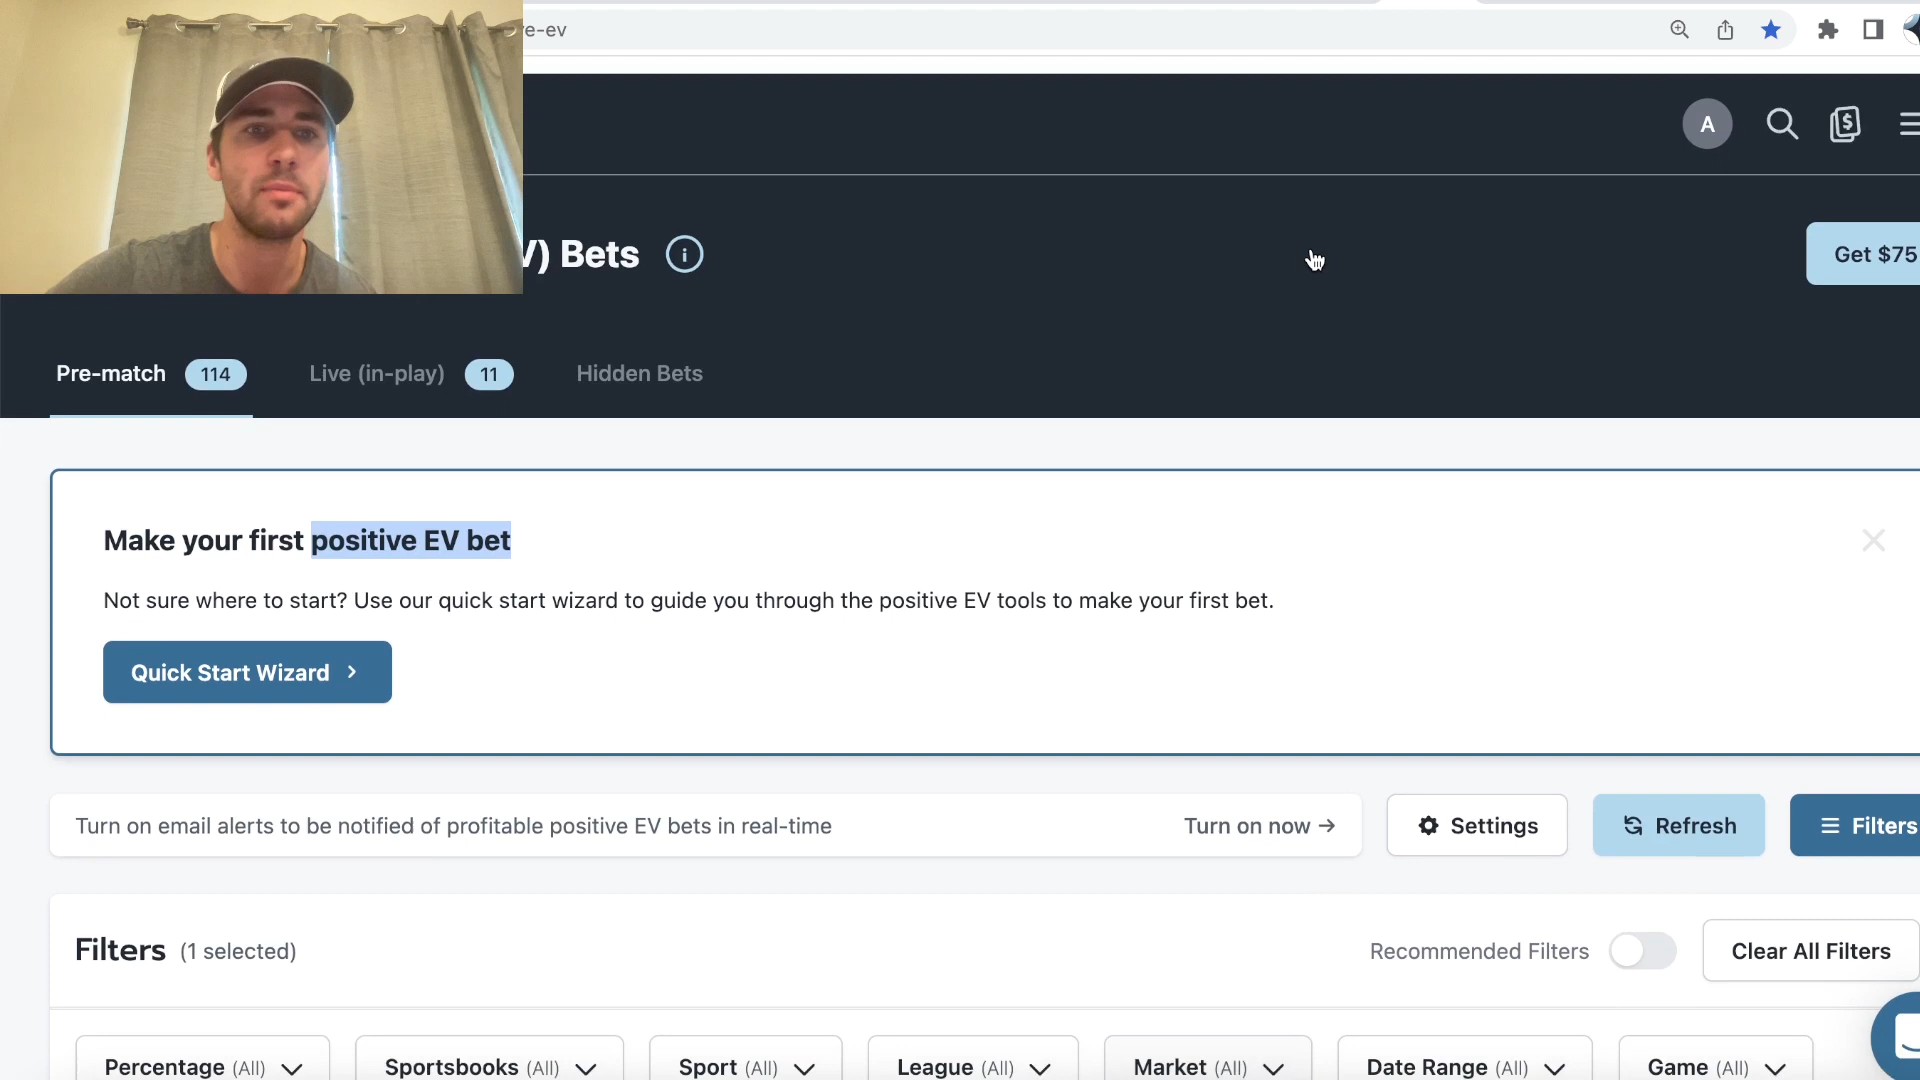 e-ev
A
V) Bets
Get $75
Pre-match 114 Live (in-play) 11 Hidden Bets
Make your first positive EV bet
Not sure where to start? Use our quick start wizard to guide you through the positive EV tools to make your first bet.
Quick Start Wizard
Turn on email alerts to be notified of profitable positive EV bets in real-time Turn on now → Settings Refresh Filters
Filters (1 selected) Recommended Filters Clear All Filters
Percentage (All) Sportsbooks (All) Sport (All) League (All) Market (All) Date Range (All) Game (All)